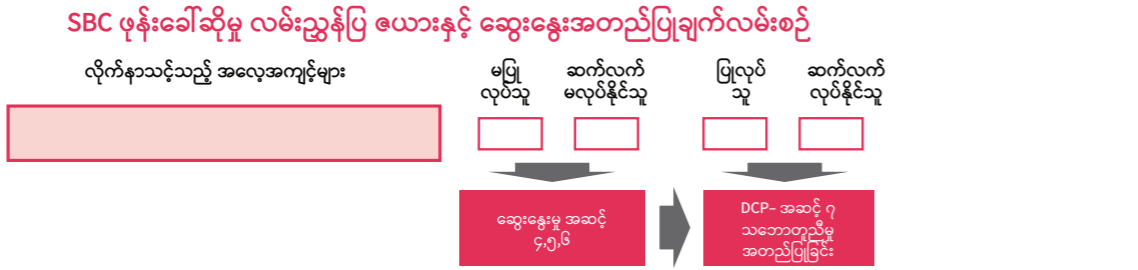 SBC ဖုန်းခေါ်ဆိုမှု လမ်းညွှန်ပြ ဇယားနှင့် ဆွေးနွေးအတည်ပြုချက်လမ်းစဉ်
လိုက်နာသင့်သည့် အလေ့အကျင့်များ
မပြု
လုပ်သူ
ဆက်လက်
မလုပ်နိုင်သူ
ပြုလုပ်
သူ
ဆက်လက်
လုပ်နိုင်သူ
ဆွေးနွေးမှု အဆင့်
၄,၅,၆
DCP– အဆင့် ၇
သဘောတူညီမှု
အတည်ပြုခြင်း